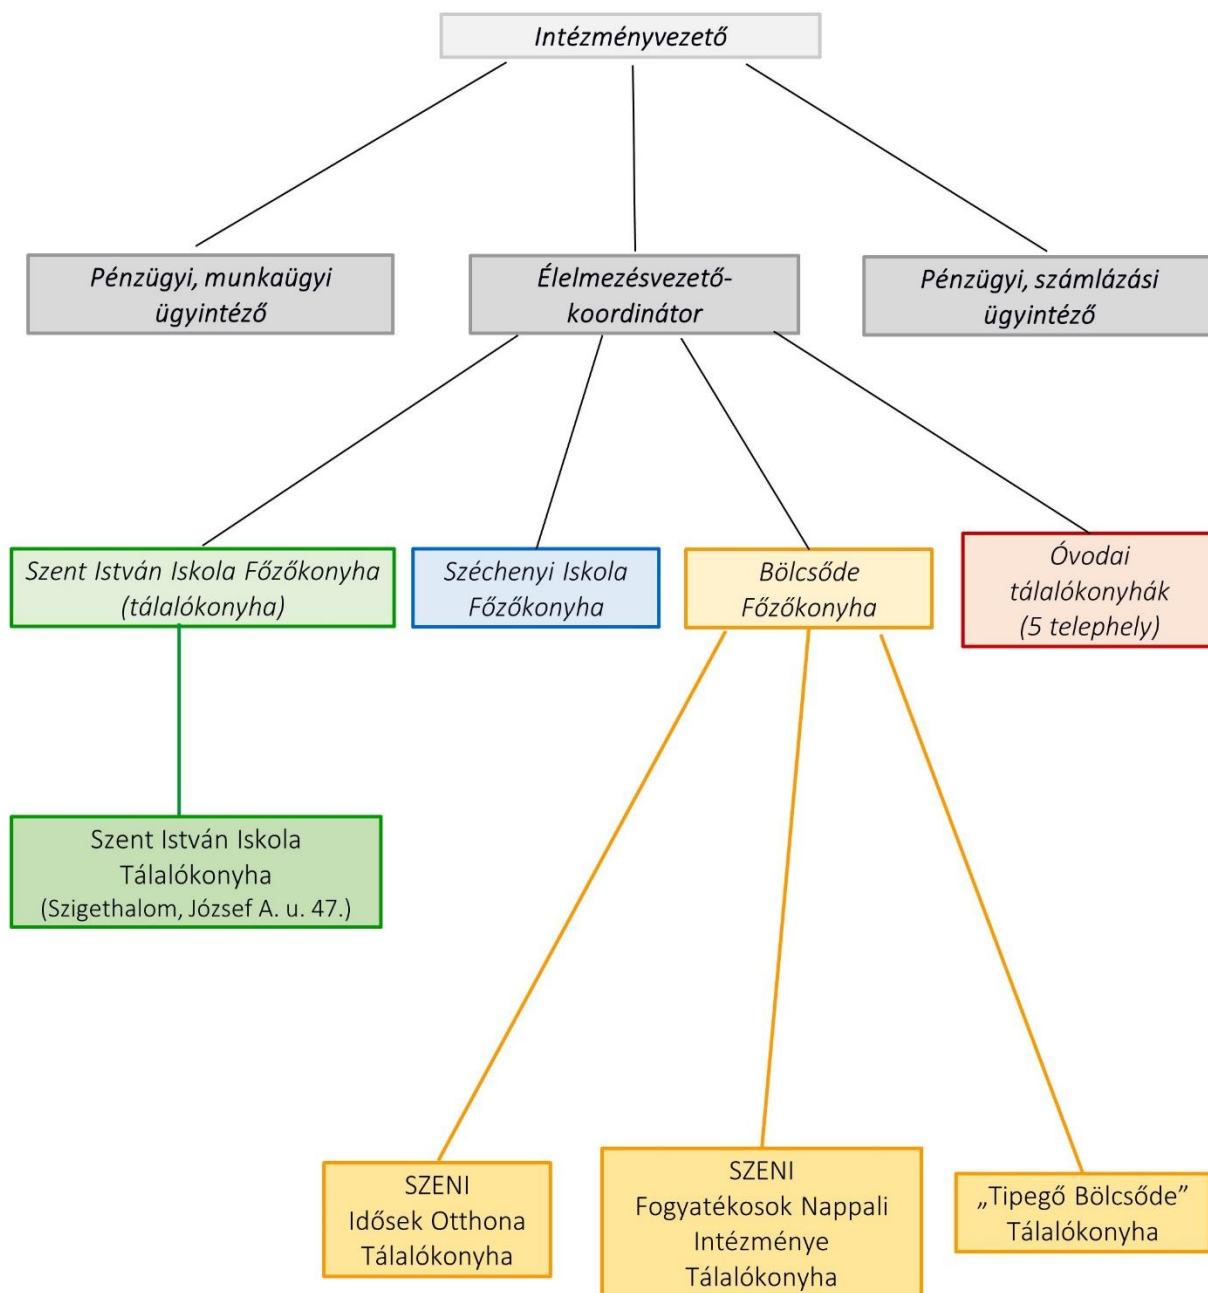 Intézményvezető
Pénzügyi, munkaügyi
ügyintéző
Élelmezésvezető-
koordinátor
Pénzügyi, számlázási
ügyintéző
Szent István Iskola Főzőkonyha
(tálalókonyha)
Széchenyi Iskola
Főzőkonyha
Bölcsőde
Főzőkonyha
Óvodai
tálalókonyhák
(5 telephely)
Szent István Iskola
Tálalókonyha
(Szigethalom, József A. u. 47.)
SZENI
Idősek Otthona
Tálalókonyha
SZENI
Fogyatékosok Nappali
Intézménye
Tálalókonyha
„Tipegő Bölcsőde”
Tálalókonyha